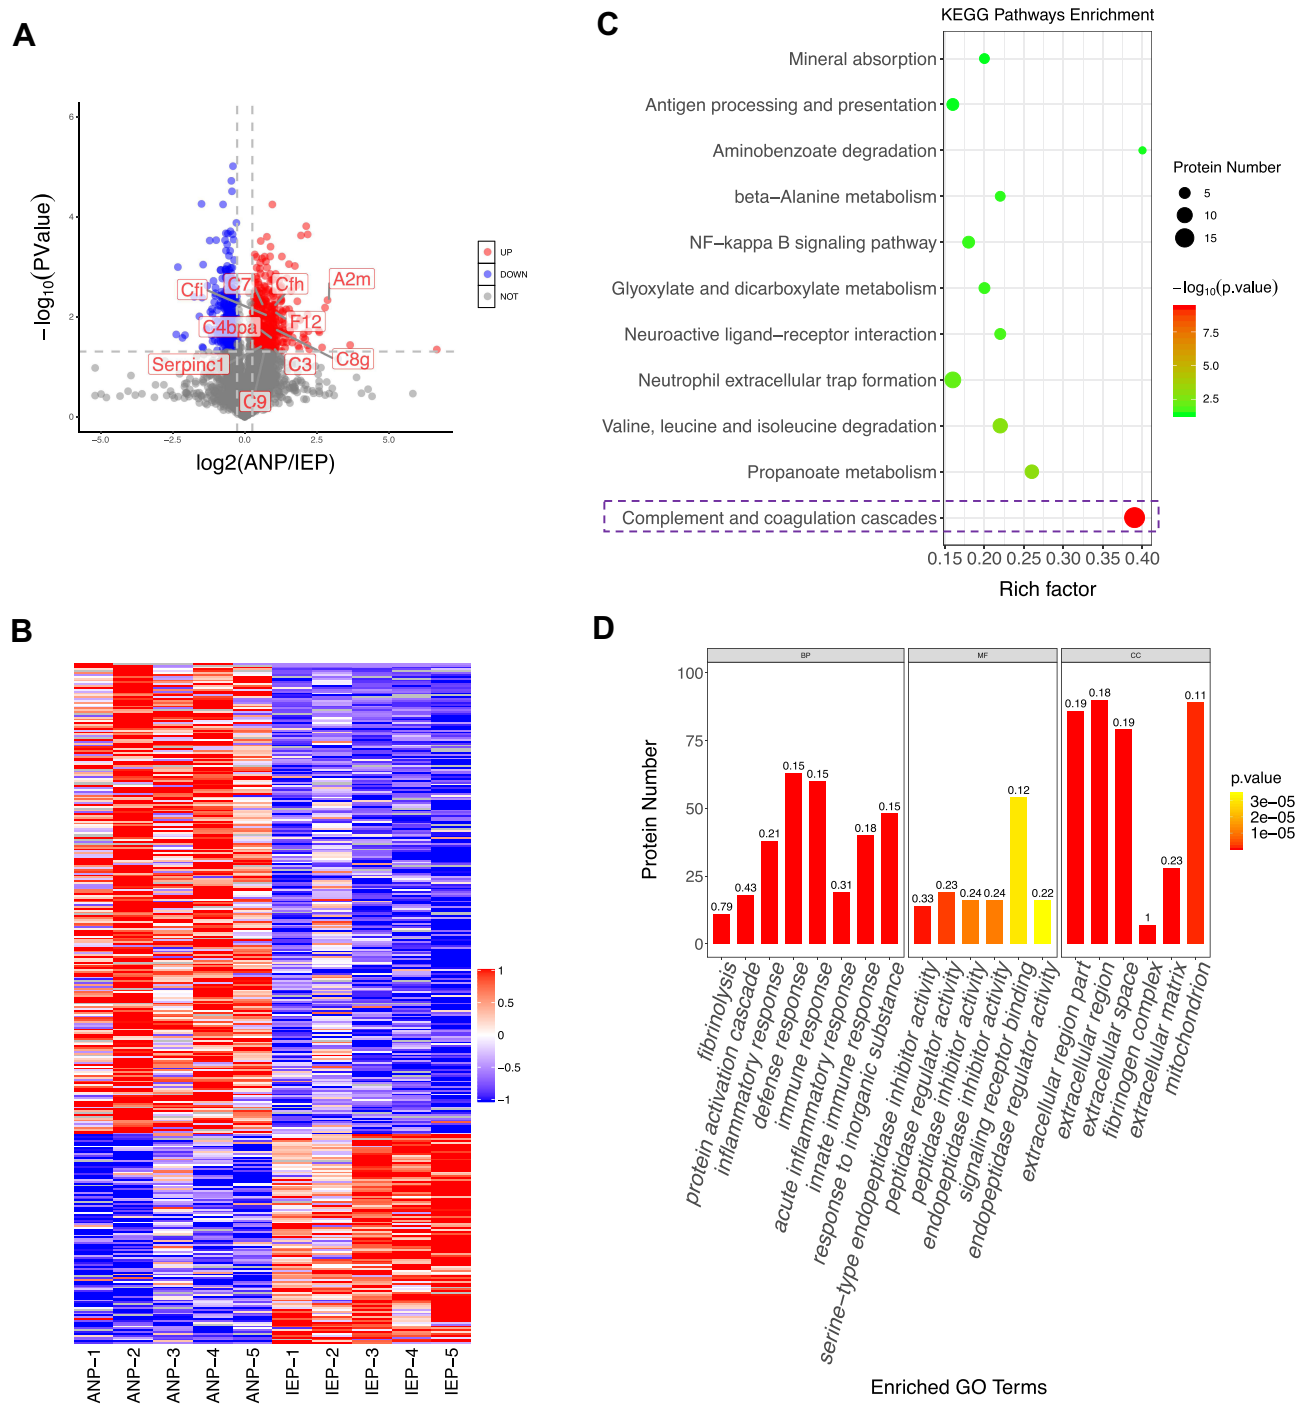 A
6
4
2
0
−5.0
−2.5
0.0
2.5
5.0
−log10(PValue)
log2(ANP/IEP)
Cfi
C7
Cfh
A2m
C4bpa
F12
Serpinc1
C3
C8g
C9
UP
DOWN
NOT
C
KEGG Pathways Enrichment
Mineral absorption
Antigen processing and presentation
Aminobenzoate degradation
beta−Alanine metabolism
NF−kappa B signaling pathway
Glyoxylate and dicarboxylate metabolism
Neuroactive ligand−receptor interaction
Neutrophil extracellular trap formation
Valine, leucine and isoleucine degradation
Propanoate metabolism
Complement and coagulation cascades
0.15 0.20 0.25 0.30 0.35 0.40
Rich factor
Protein Number
5
10
15
−log10(p.value)
7.5
5.0
2.5
B
1
0.5
0
−0.5
−1
ANP−1
ANP−2
ANP−3
ANP−4
ANP−5
IEP−1
IEP−2
IEP−3
IEP−4
IEP−5
D
BP
MF
CC
100
75
50
25
0
Protein Number
0.79
0.43
0.21
0.15
0.15
0.31
0.18
0.15
0.33
0.23
0.24
0.24
0.12
0.22
0.19
0.18
0.19
1
0.23
0.11
fibrinolysis
protein activation cascade
inflammatory response
defense response
immune response
acute inflammatory response
innate immune response
response to inorganic substance
serine−type endopeptidase inhibitor activity
peptidase regulator activity
peptidase inhibitor activity
endopeptidase inhibitor activity
signaling receptor binding
endopeptidase regulator activity
extracellular region part
extracellular region
extracellular space
fibrinogen complex
extracellular matrix
mitochondrion
Enriched GO Terms
p.value
3e−05
2e−05
1e−05